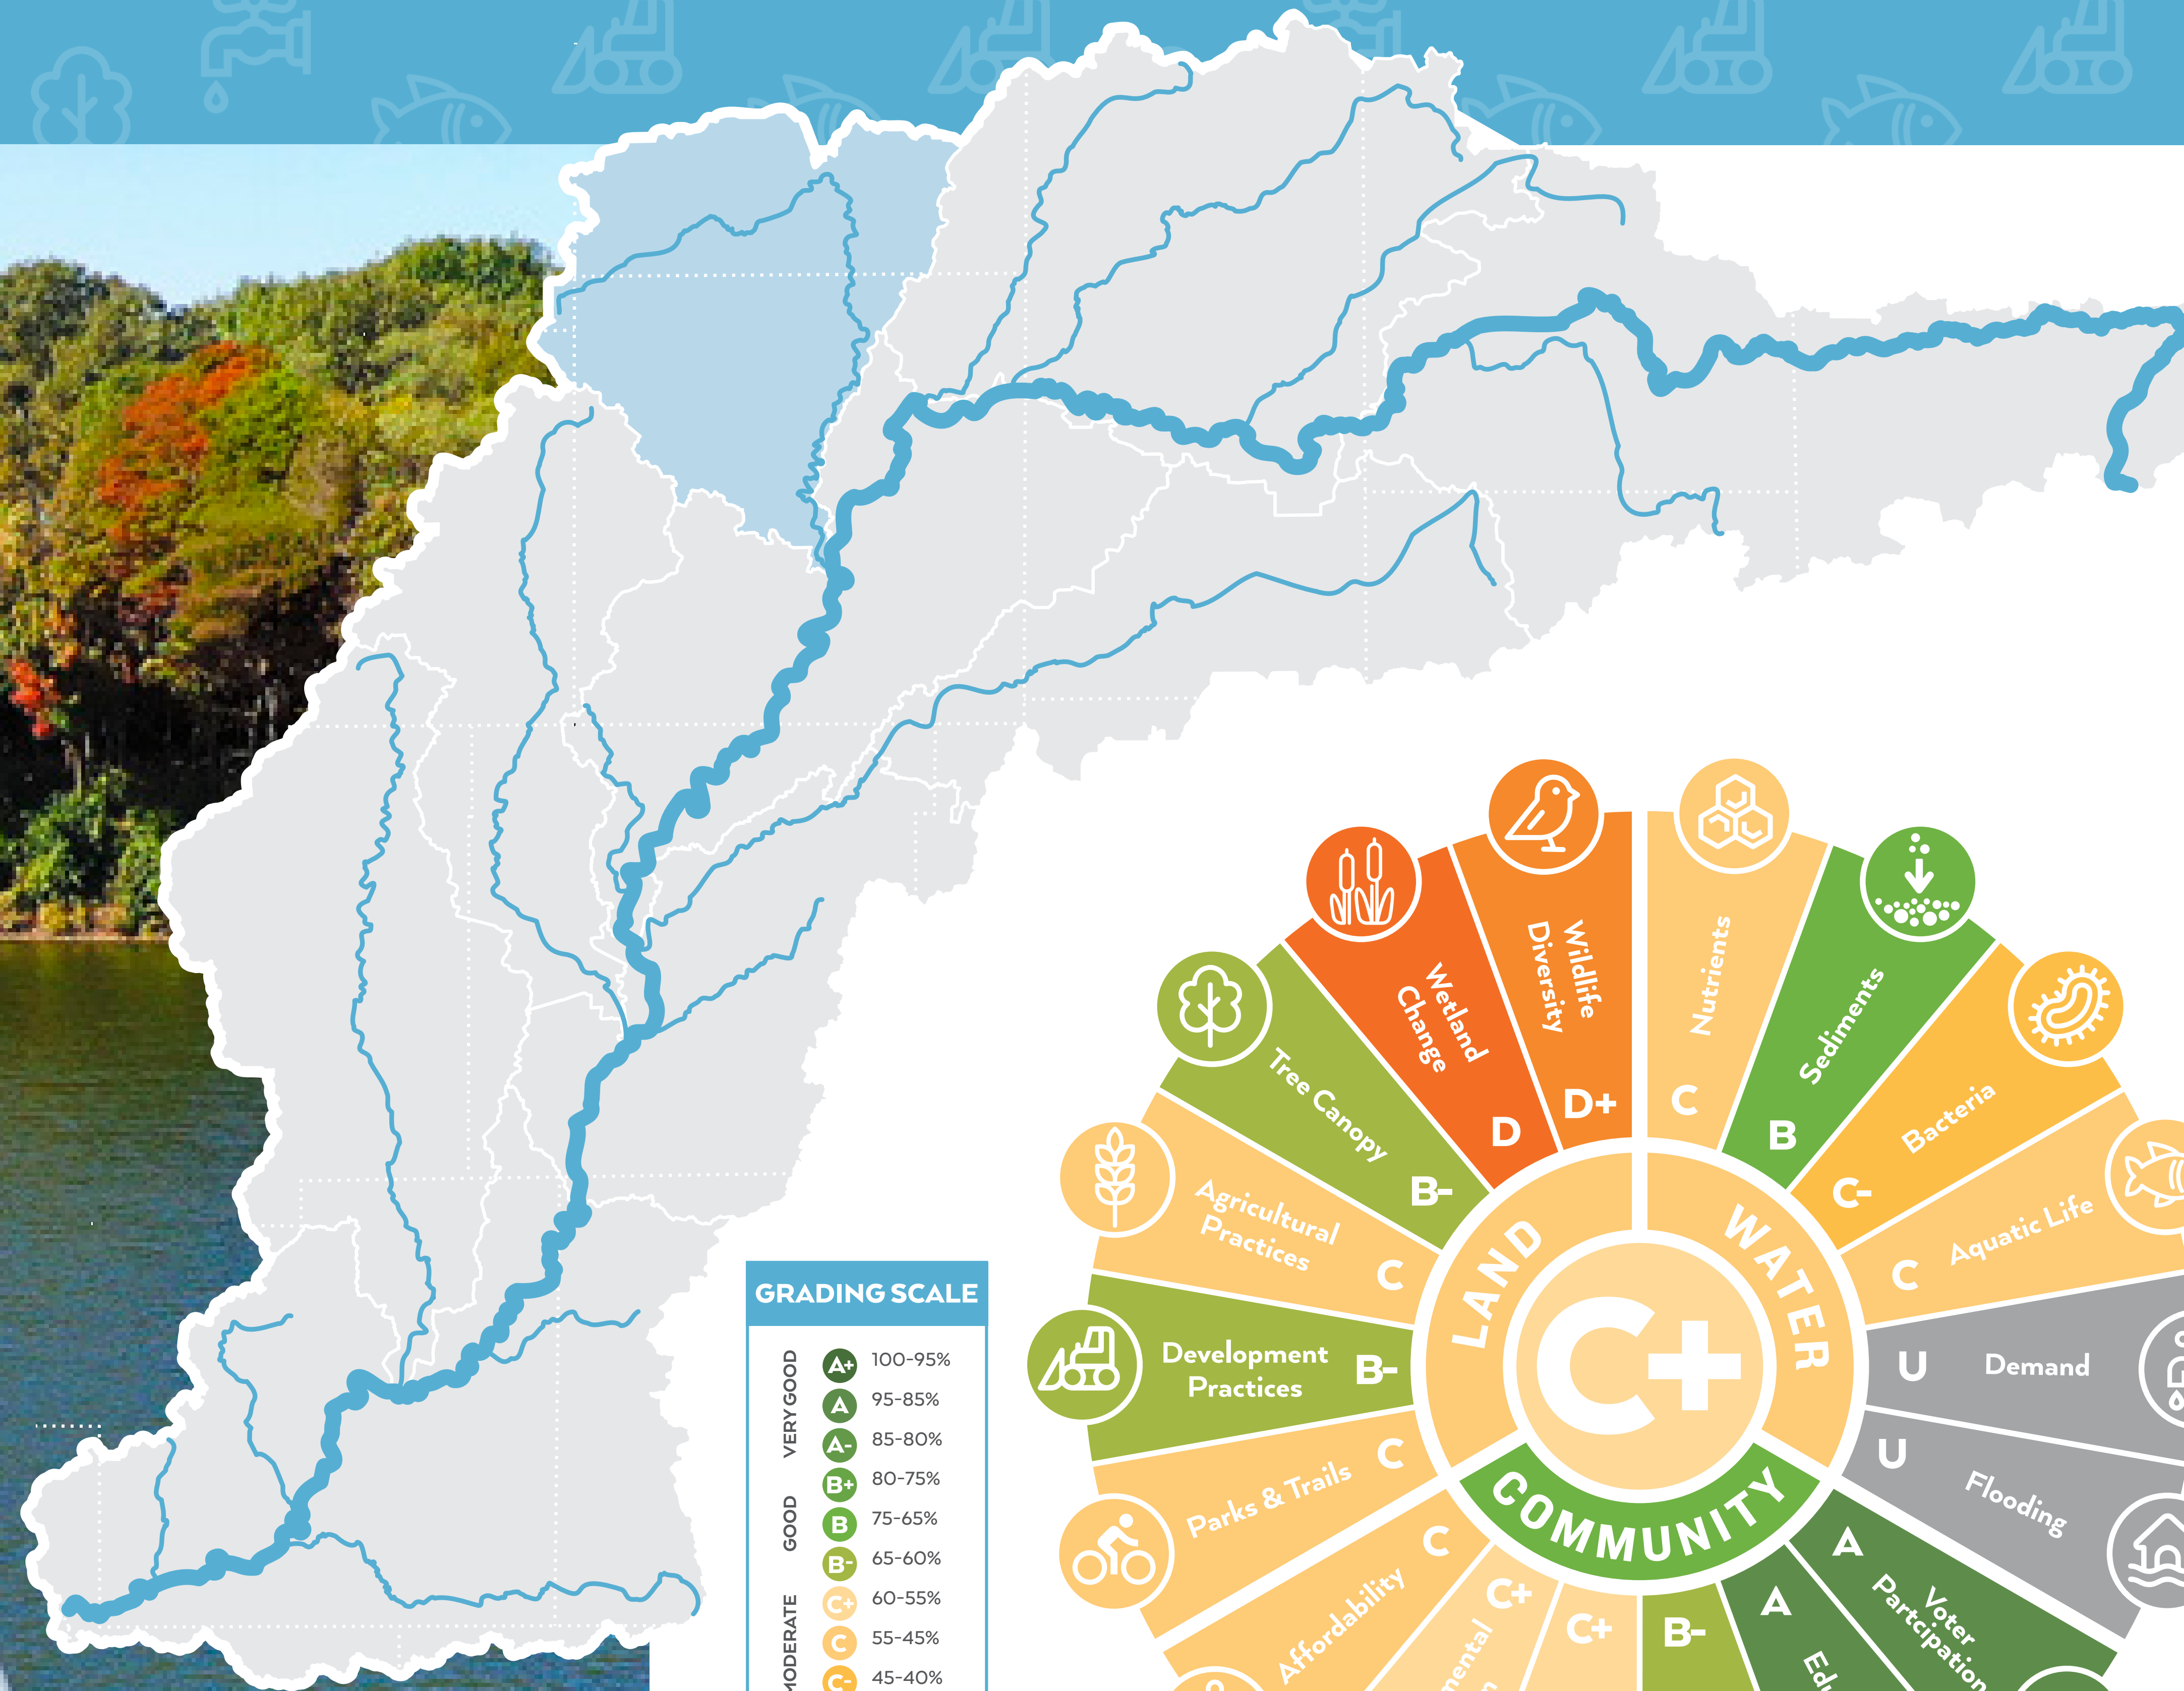 GRADING SCALE
VERY GOOD
A+ 100-95%
A 95-85%
A- 85-80%
GOOD
B+ 80-75%
B 75-65%
B- 65-60%
MODERATE
C+ 60-55%
C 55-45%
C- 45-40%
C+
LAND
WATER
COMMUNITY
Nutrients
C
Sediments
B
Bacteria
C-
Aquatic Life
C
Demand
U
Flooding
U
Voter
Partcipation
A
A
B-
C+
C+
Affordability
C
Parks & Trails
C
Development
Practices
B-
Agricultural
Practices
C
Tree Canopy
B-
Wetland
Change
D
Wildlife
Diversity
D+